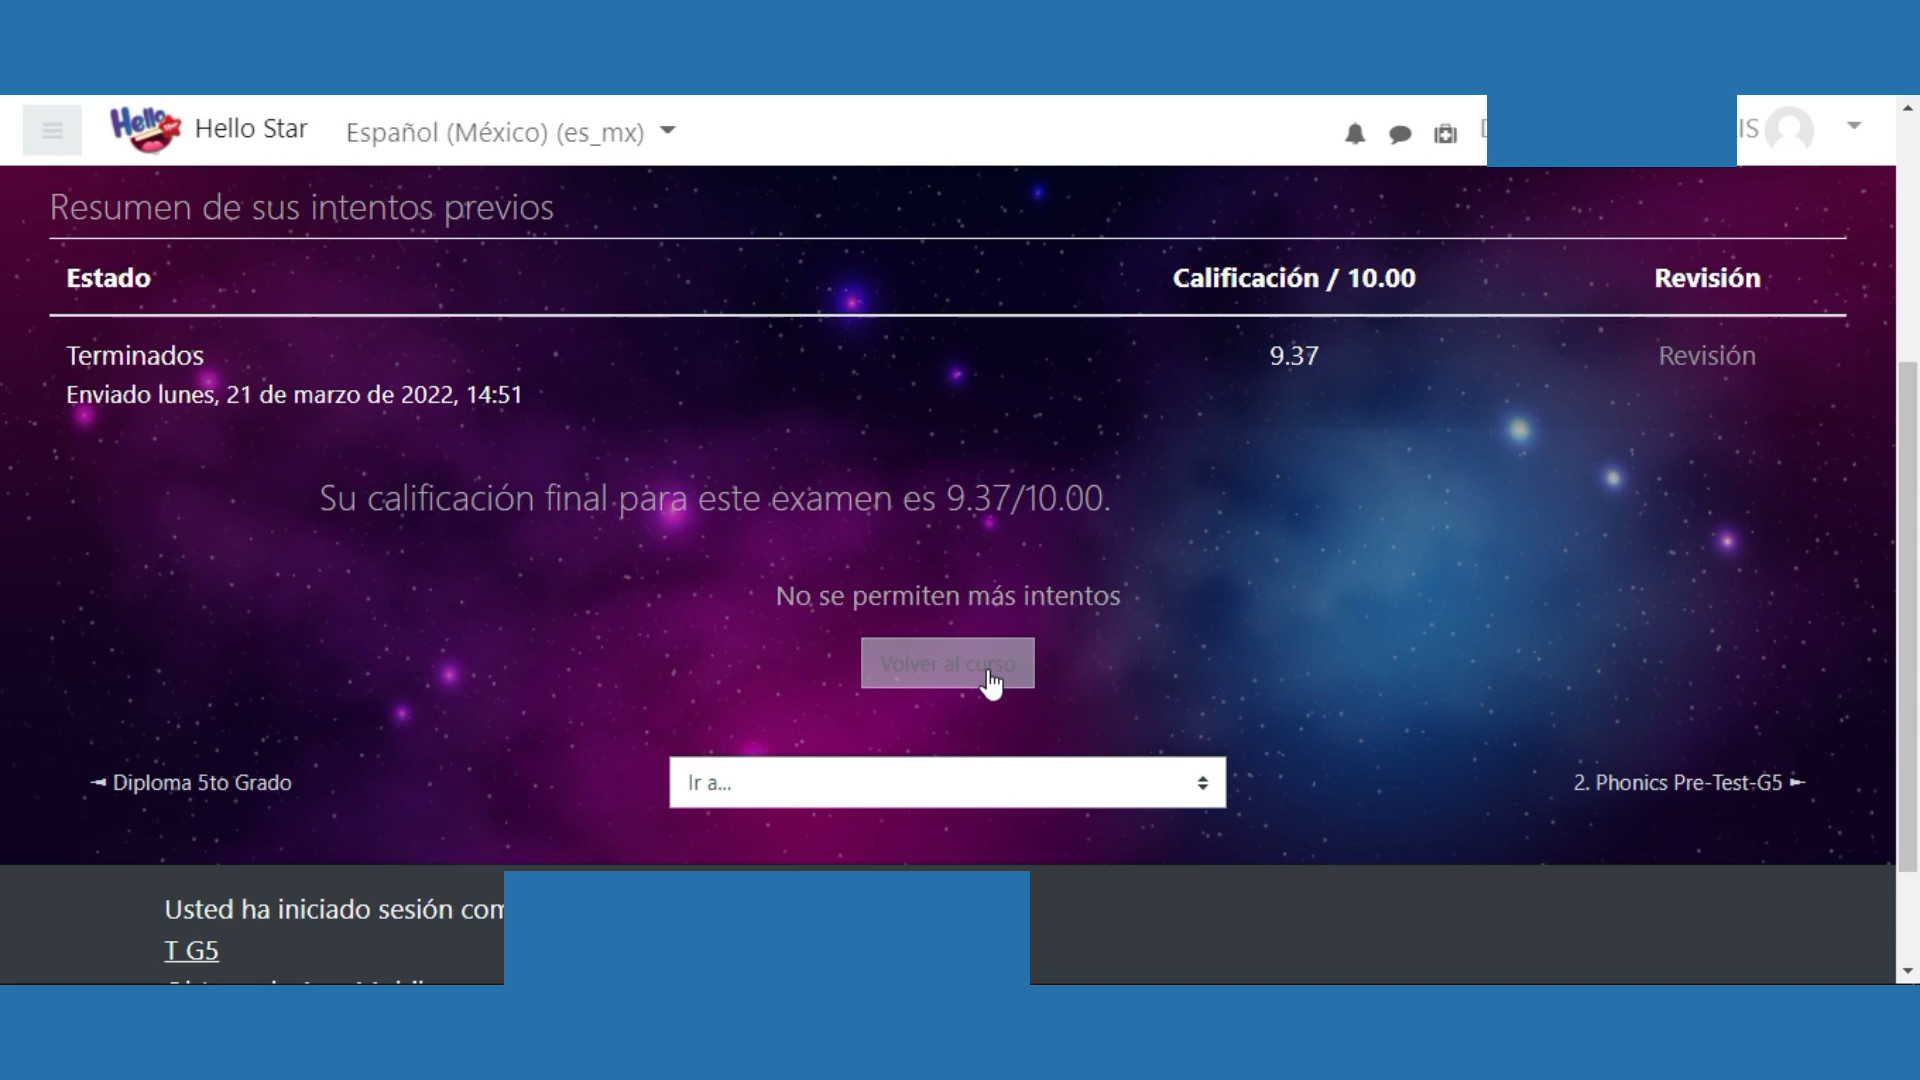 Hello
Hello Star
Español (México) (es_mx)
IS
Resumen de sus intentos previos
Estado
Calificación / 10.00
Revisión
Terminados
9.37
Revisión
Enviado lunes, 21 de marzo de 2022, 14:51
Su calificación final para este examen es 9.37/10.00.
No se permiten más intentos
Volver al curso
Diploma 5to Grado
Ir a...
2. Phonics Pre-Test-G5
Usted ha iniciado sesión com
T G5